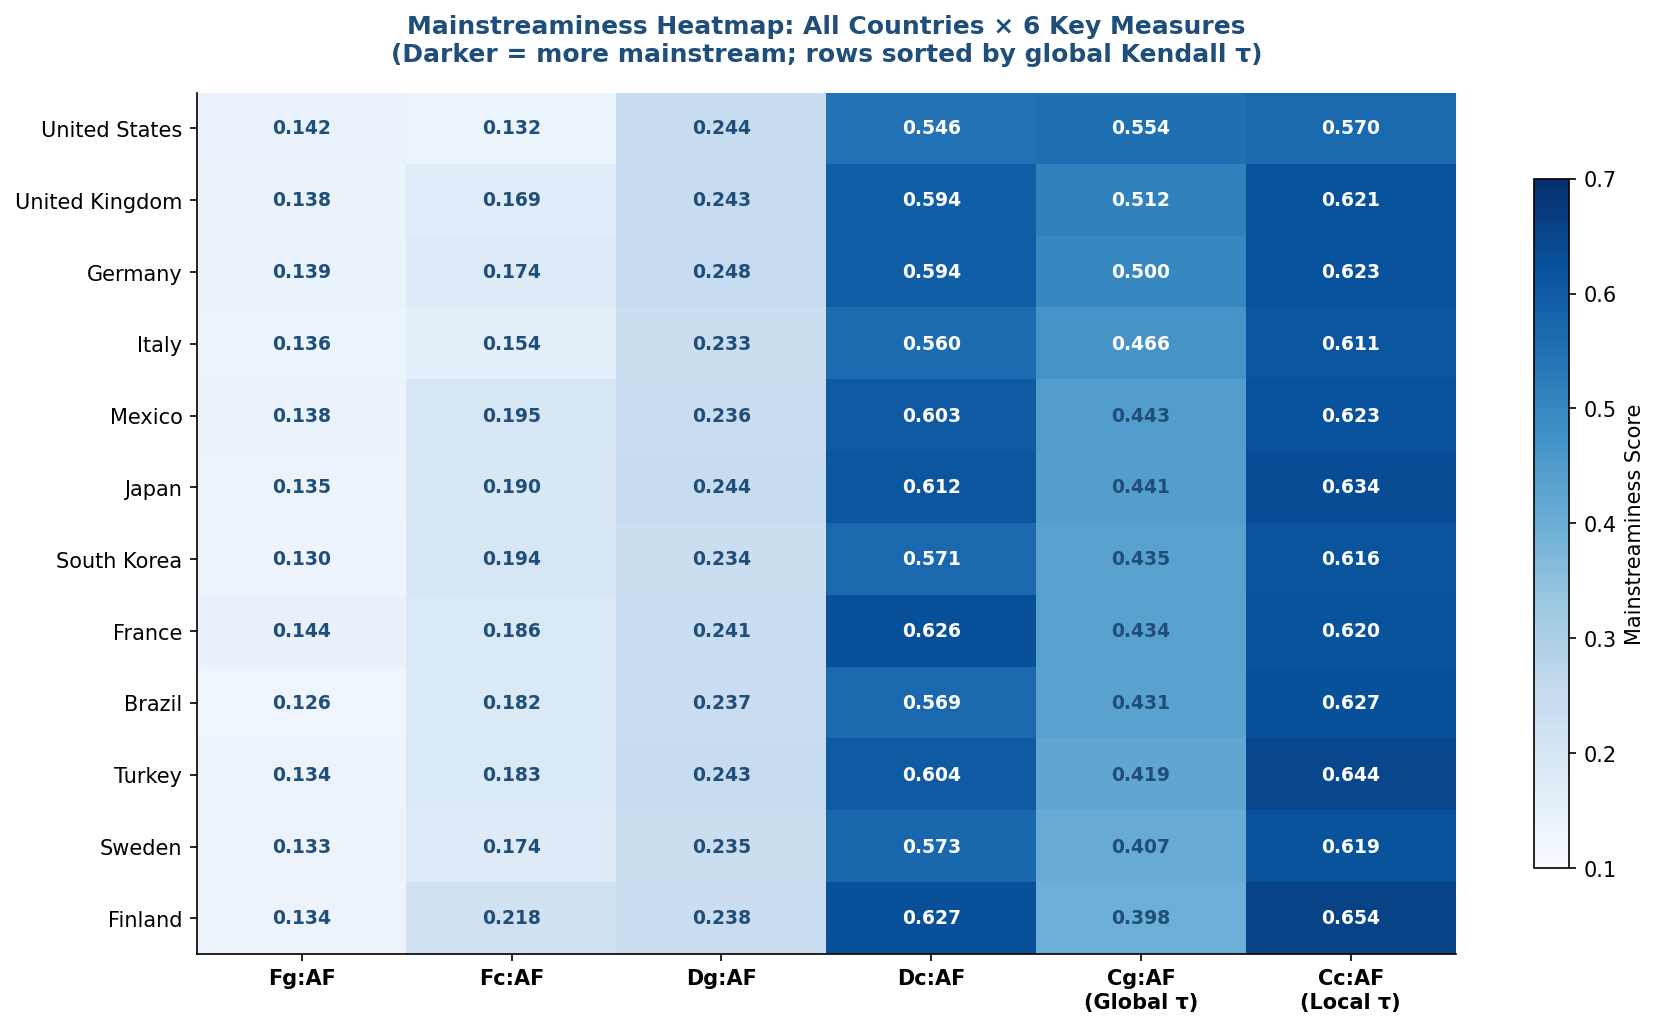 Mainstreaminess Heatmap: All Countries × 6 Key Measures
(Darker = more mainstream; rows sorted by global Kendall τ)
United States 0.142 0.132 0.244 0.546 0.554 0.570
United Kingdom 0.138 0.169 0.243 0.594 0.512 0.621
Germany 0.139 0.174 0.248 0.594 0.500 0.623
Italy 0.136 0.154 0.233 0.560 0.466 0.611
Mexico 0.138 0.195 0.236 0.603 0.443 0.623
Japan 0.135 0.190 0.244 0.612 0.441 0.634
South Korea 0.130 0.194 0.234 0.571 0.435 0.616
France 0.144 0.186 0.241 0.626 0.434 0.620
Brazil 0.126 0.182 0.237 0.569 0.431 0.627
Turkey 0.134 0.183 0.243 0.604 0.419 0.644
Sweden 0.133 0.174 0.235 0.573 0.407 0.619
Finland 0.134 0.218 0.238 0.627 0.398 0.654
Fg:AF Fc:AF Dg:AF Dc:AF Cg:AF Cc:AF
(Global τ) (Local τ)
0.7
0.6
0.5
0.4
0.3
0.2
0.1
Mainstreaminess Score